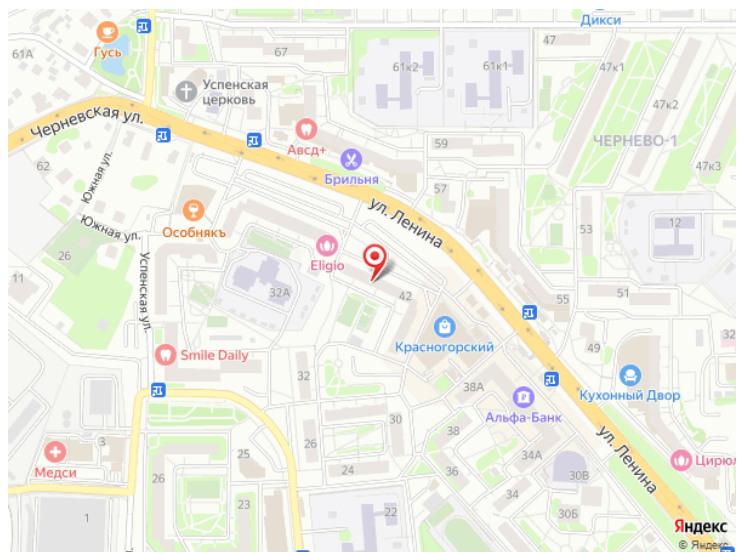 Дикси
61А
Гусь
67
61к2
61к1
47
47к1
Успенская
церковь
47к2
Черневская ул.
Авсд+
59
ЧЕРНЕВО-1
Брильня
47к3
62
Южная ул.
57
ул. Ленина
Особнякъ
53
12
Южная ул.
26
Успенская ул.
Eligio
11
32А
42
55
51
Красногорский
49
32
Smile Daily
32
38А
Кухонный Двор
Альфа-Банк
30
38
ул. Ленина
3
25
34А
Медси
26
24
30В
Цирюл
23
34
22
30Б
1
Яндекс
© Яндекс